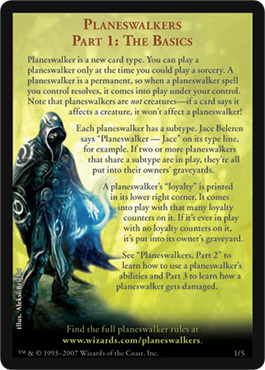 PLANESWALKERS
PART 1: THE BASICS
Planeswalker is a new card type. You can play a
planeswalker only at the time you could play a sorcery. A
planeswalker is a permanent, so when a planeswalker spell
you control resolves, it comes into play under your control.
Note that planeswalkers are not creatures—if a card says it
affects a creature, it won't affect a planeswalker!
Each planeswalker has a subtype. Jace Beleren
says "Planeswalker — Jace" on its type line,
for example. If two or more planeswalkers
that share a subtype are in play, they're all
put into their owners' graveyards.
A planeswalker's "loyalty" is printed
in its lower right corner. It comes
into play with that many loyalty
counters on it. If it's ever in play
with no loyalty counters on it,
it's put into its owner's graveyard.
See "Planeswalkers, Part 2" to
learn how to use a planeswalker's
abilities and Part 3 to learn how a
planeswalker gets damaged.
Illus. Aleksi Briclot
Find the full planeswalker rules at
www.wizards.com/planeswalkers.
™ & © 1993–2007 Wizards of the Coast, Inc.
1/5